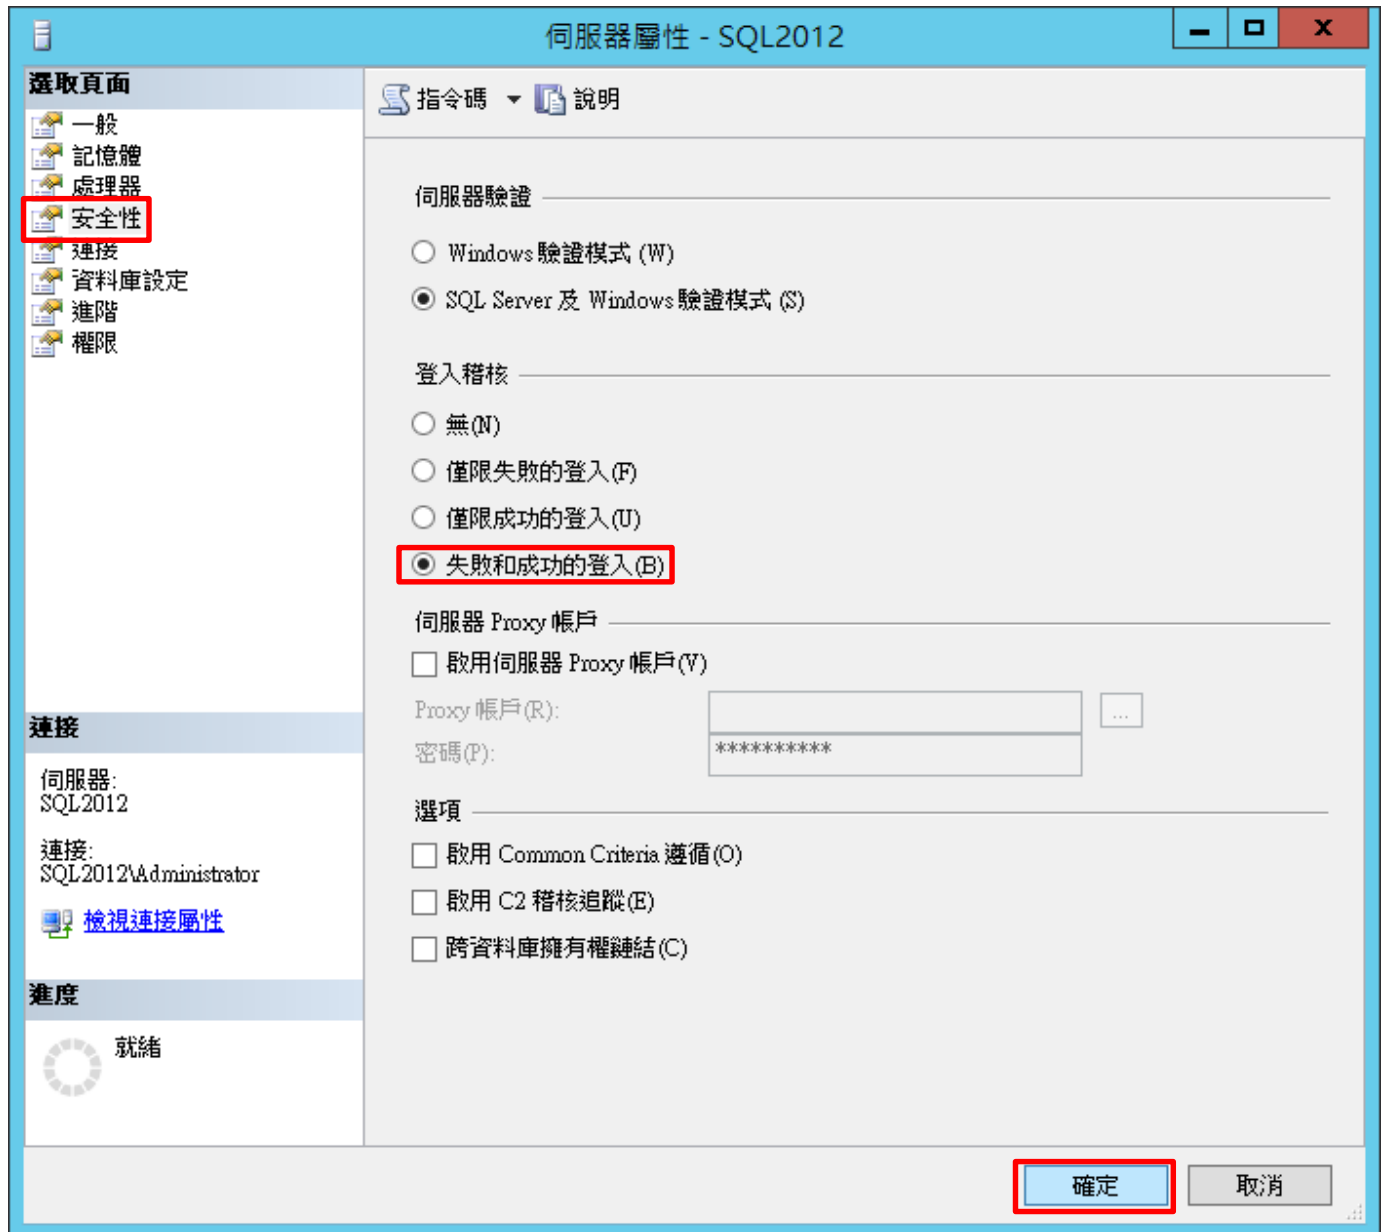 伺服器屬性 - SQL2012
x
選取頁面
一般
記憶體
處理器
安全性
連接
資料庫設定
進階
權限
指令碼
說明
伺服器驗證
Windows 驗證模式 (W)
SQL Server 及 Windows 驗證模式 (S)
登入稽核
無(N)
僅限失敗的登入(F)
僅限成功的登入(U)
失敗和成功的登入(B)
伺服器 Proxy 帳戶
啟用伺服器 Proxy 帳戶(V)
Proxy 帳戶(R):
...
密碼(P):
**********
選項
啟用 Common Criteria 遵循(O)
啟用 C2 稽核追蹤(E)
跨資料庫擁有權鏈結(C)
連接
伺服器:
SQL2012
連接:
SQL2012\Administrator
檢視連接屬性
進度
就緒
確定
取消